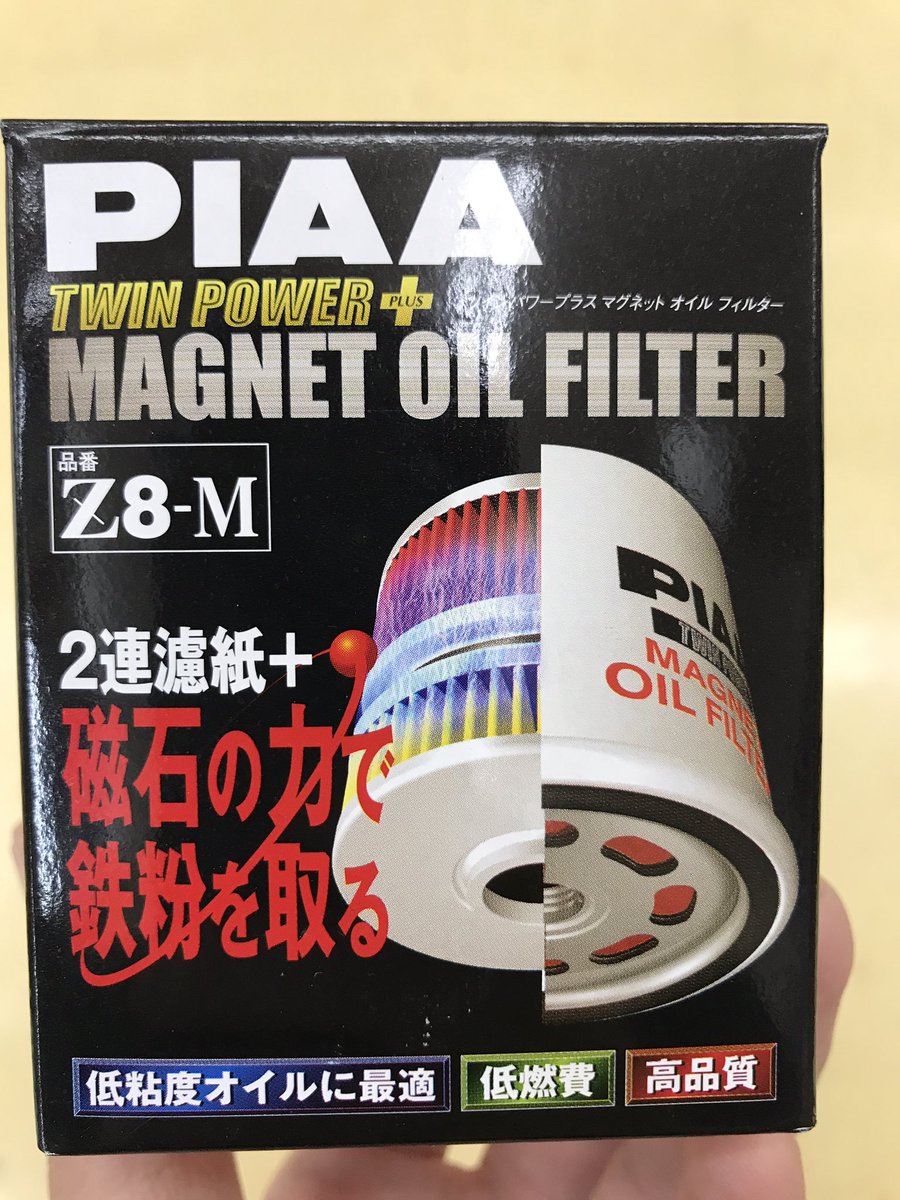 PIAA
TWIN POWER+ PLUS パワープラス マグネット オイル フィルター
MAGNET OIL FILTER
品番
Z8-M
2連濾紙+
磁石の力で
鉄粉を取る
PIAA
MAGNE
OIL FILTE
低粘度オイルに最適 低燃費 高品質